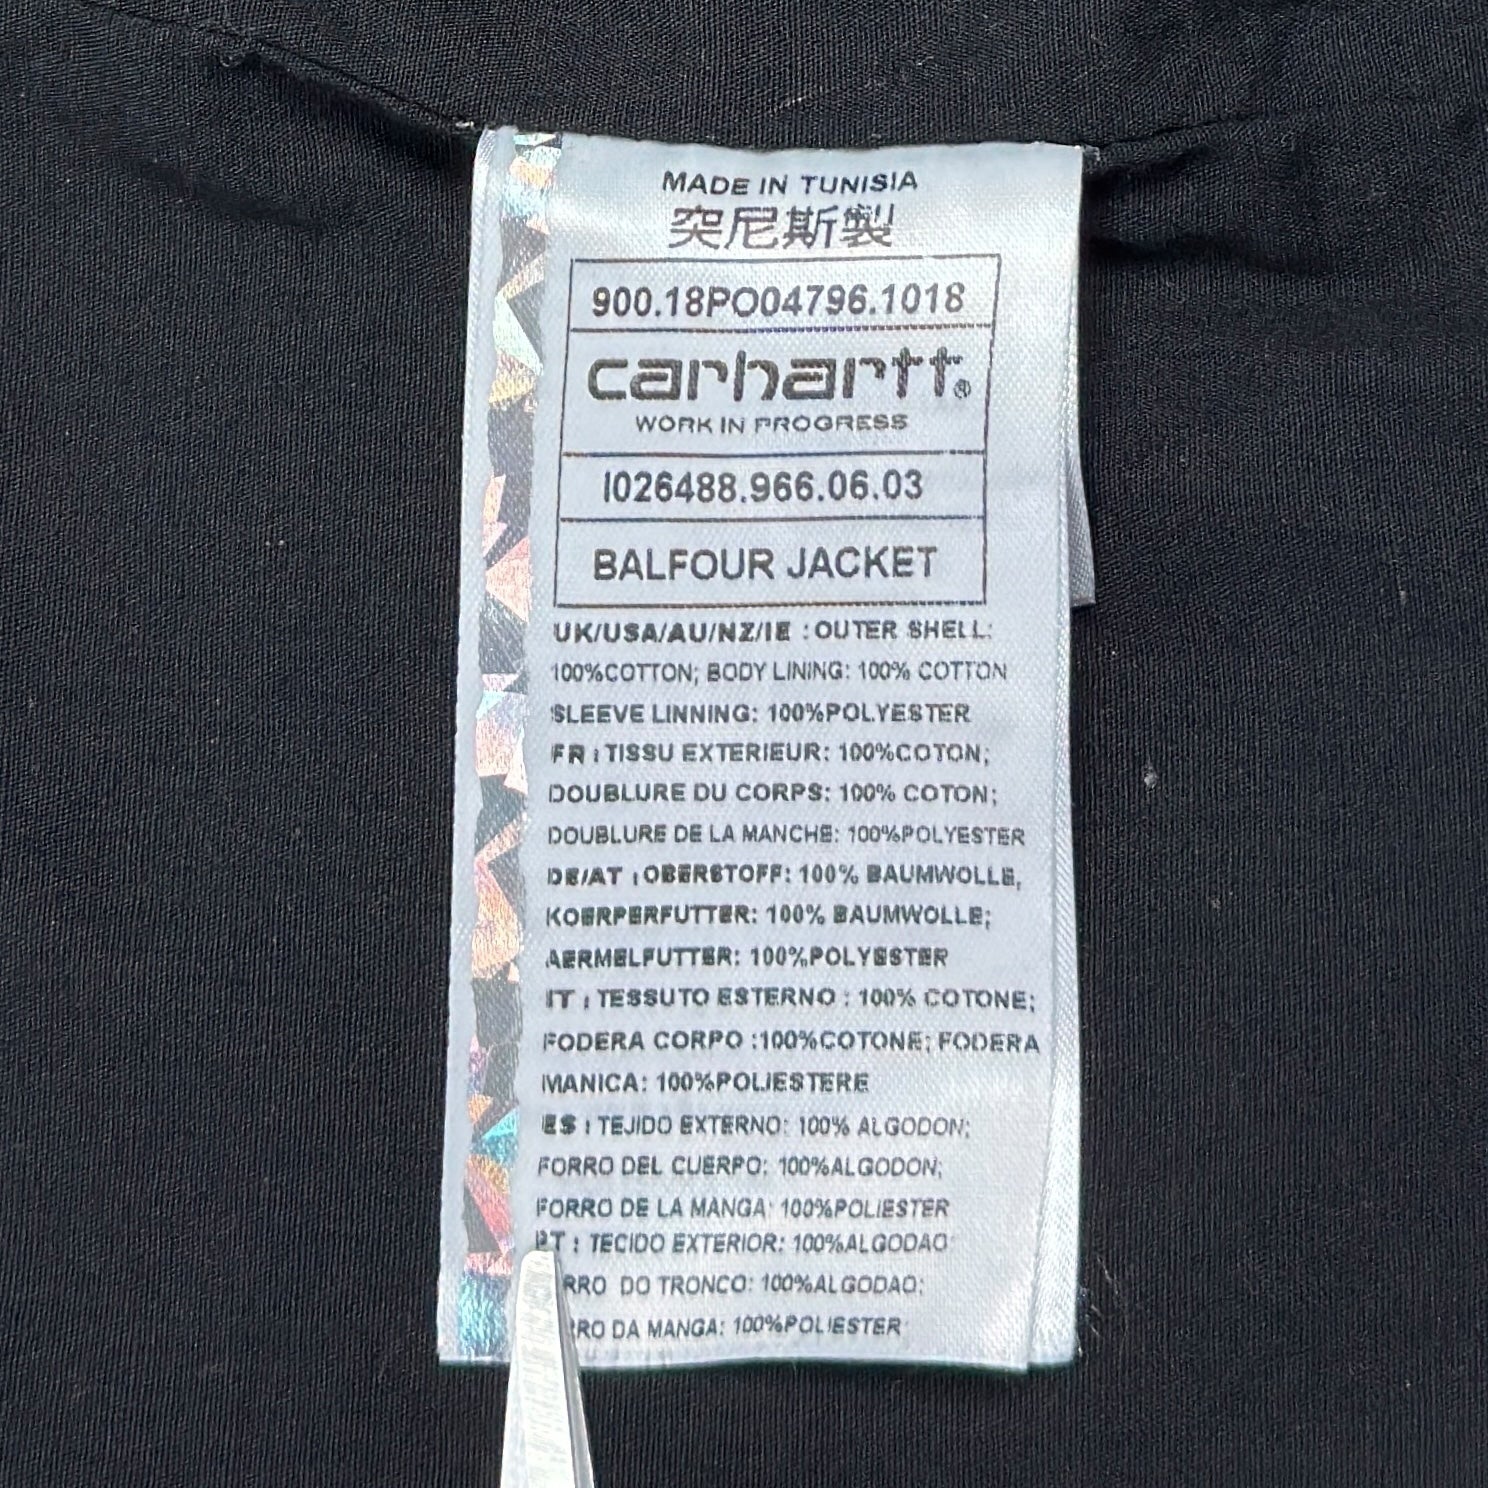 MADE IN TUNISIA
突尼斯製
900.18PO04796.1018
carhartt®
WORK IN PROGRESS
I026488.966.06.03
BALFOUR JACKET
UK/USA/AU/NZ/IE : OUTER SHELL:
100%COTTON; BODY LINING: 100% COTTON
SLEEVE LINNING: 100%POLYESTER
FR : TISSU EXTERIEUR: 100%COTON;
DOUBLURE DU CORPS: 100% COTON;
DOUBLURE DE LA MANCHE: 100%POLYESTER
DE/AT : OBERSTOFF: 100% BAUMWOLLE,
KOERPERFUTTER: 100% BAUMWOLLE;
AERMELFUTTER: 100%POLYESTER
IT : TESSUTO ESTERNO : 100% COTONE;
FODERA CORPO :100%COTONE; FODERA
MANICA: 100%POLIESTERE
ES : TEJIDO EXTERNO: 100% ALGODON;
FORRO DEL CUERPO: 100%ALGODON;
FORRO DE LA MANGA: 100%POLIESTER
PT : TECIDO EXTERIOR: 100%ALGODAO
RRO DO TRONCO: 100%ALGODAO;
RRO DA MANGA: 100%POLIESTER